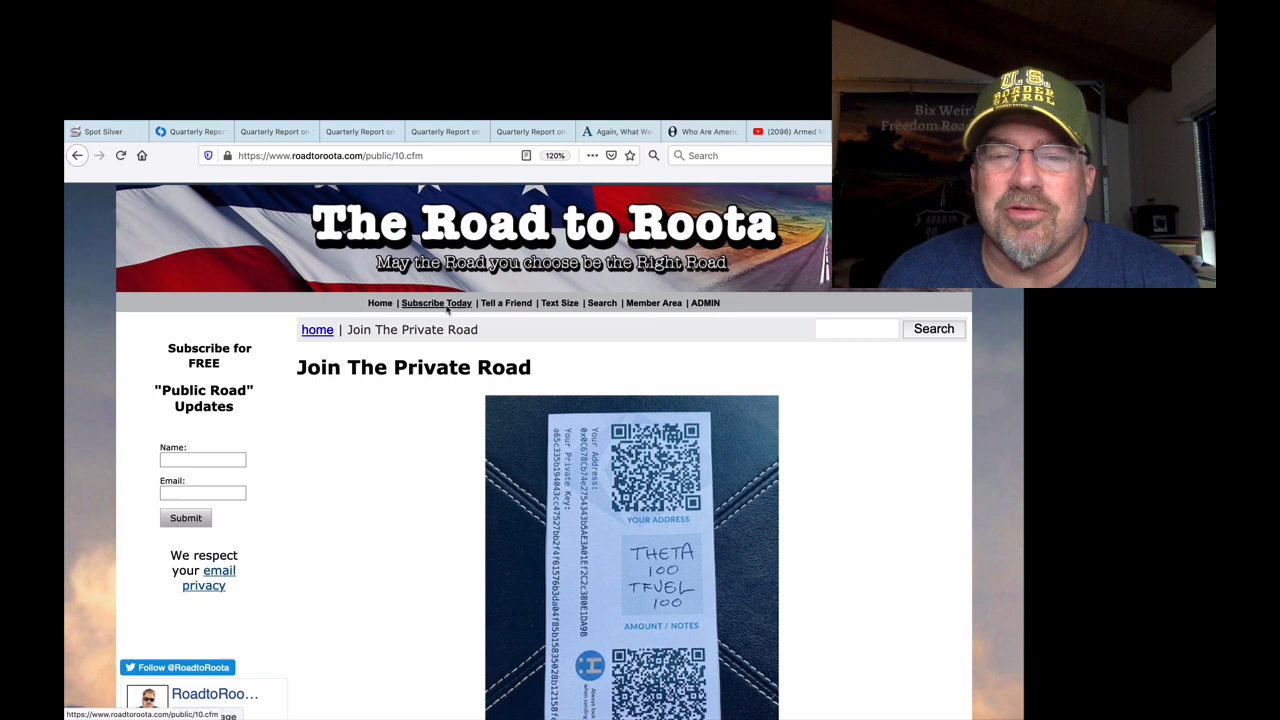 U.S.
BORDER
PATROL
Bix Weir's
Freedom Roa
Spot Silver
Quarterly Repor
Quarterly Report on
Quarterly Report on
Quarterly Report on
Quarterly Report on
Again, What We
Who Are Americ
(2096) Armed M
https://www.roadtoroota.com/public/10.cfm
120%
Search
The Road to Roota
May the Road you choose be the Right Road
Home | Subscribe Today | Tell a Friend | Text Size | Search | Member Area | ADMIN
home | Join The Private Road
Search
Subscribe for
FREE
"Public Road"
Updates
Name:
Email:
Submit
We respect
your email
privacy
Follow @RoadtoRoota
RoadtoRoo...
age
Join The Private Road
Your Address:
Your Private Key:
YOUR ADDRESS
THETA
100
TFUEL
100
AMOUNT / NOTES
https://www.roadtoroota.com/public/10.cfm